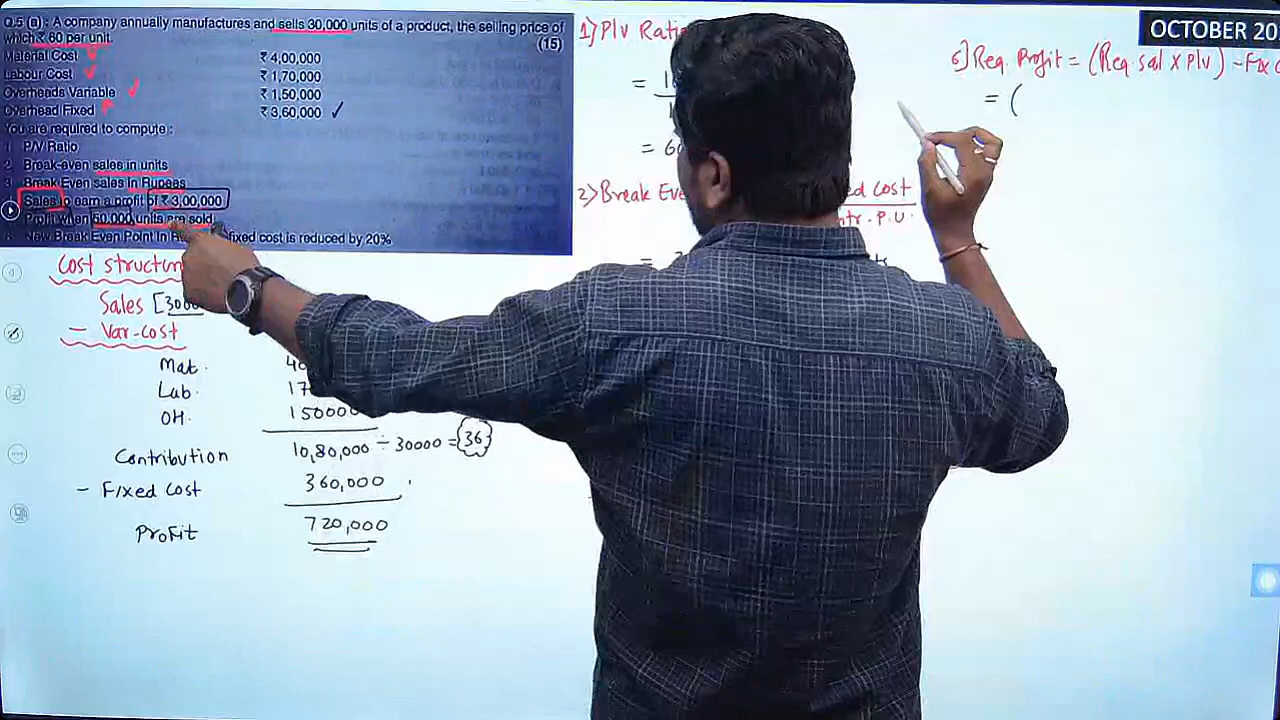 Q.5 (B) : A company annually manufactures and sells 30,000 units of a product, the selling price of
which ₹ 60 per unit. (15)
Material Cost ₹ 4,00,000
Labour Cost ₹ 1,70,000
Overheads Variable ₹ 1,50,000
Overhead Fixed ₹ 3,60,000 ✓
You are required to compute :
1. P/V Ratio
2. Break-even sales in units
3. Break Even sales in Rupees
Sales to earn a profit of ₹ 3,00,000
Profit when 50,000 units are sold.
New Break Even Point in fixed cost is reduced by 20%
Cost structure
Sales [3000
- Var-cost
Mat.
Lab.
OH. 150000
Contribution 10,80,000 ÷ 30000 = 36
- Fixed Cost 360,000
Profit 720,000
1) P/v Ratio
=
= 60
2) Break Eve cost
ntr. P.U.
=
OCTOBER 20
6) Req. Profit = (Req sal x P/v) - Fix c
= (